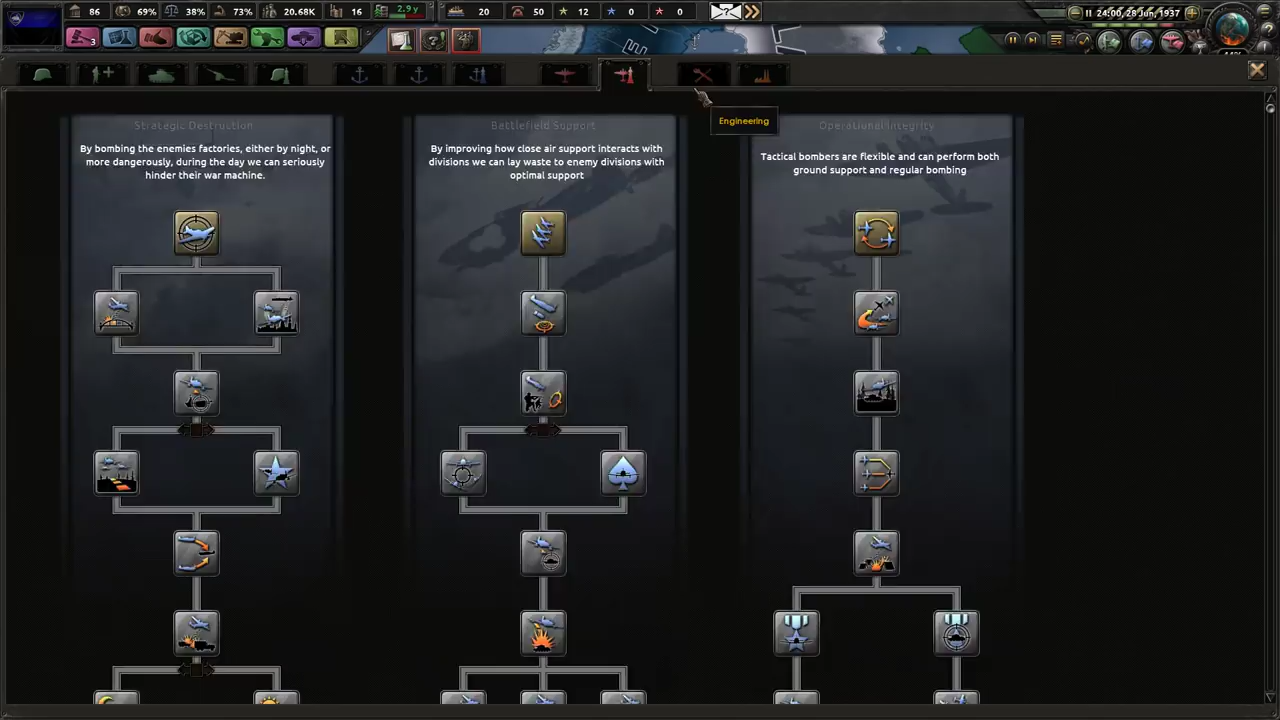 86 69% 38% 73% 20.68K 16 2.9 y 20 50 12 0 0 24:00, 28 Jun, 1937
3
Engineering
Strategic Destruction
By bombing the enemies factories, either by night, or
more dangerously, during the day we can seriously
hinder their war machine.
Battlefield Support
By improving how close air support interacts with
divisions we can lay waste to enemy divisions with
optimal support
Operational Integrity
Tactical bombers are flexible and can perform both
ground support and regular bombing